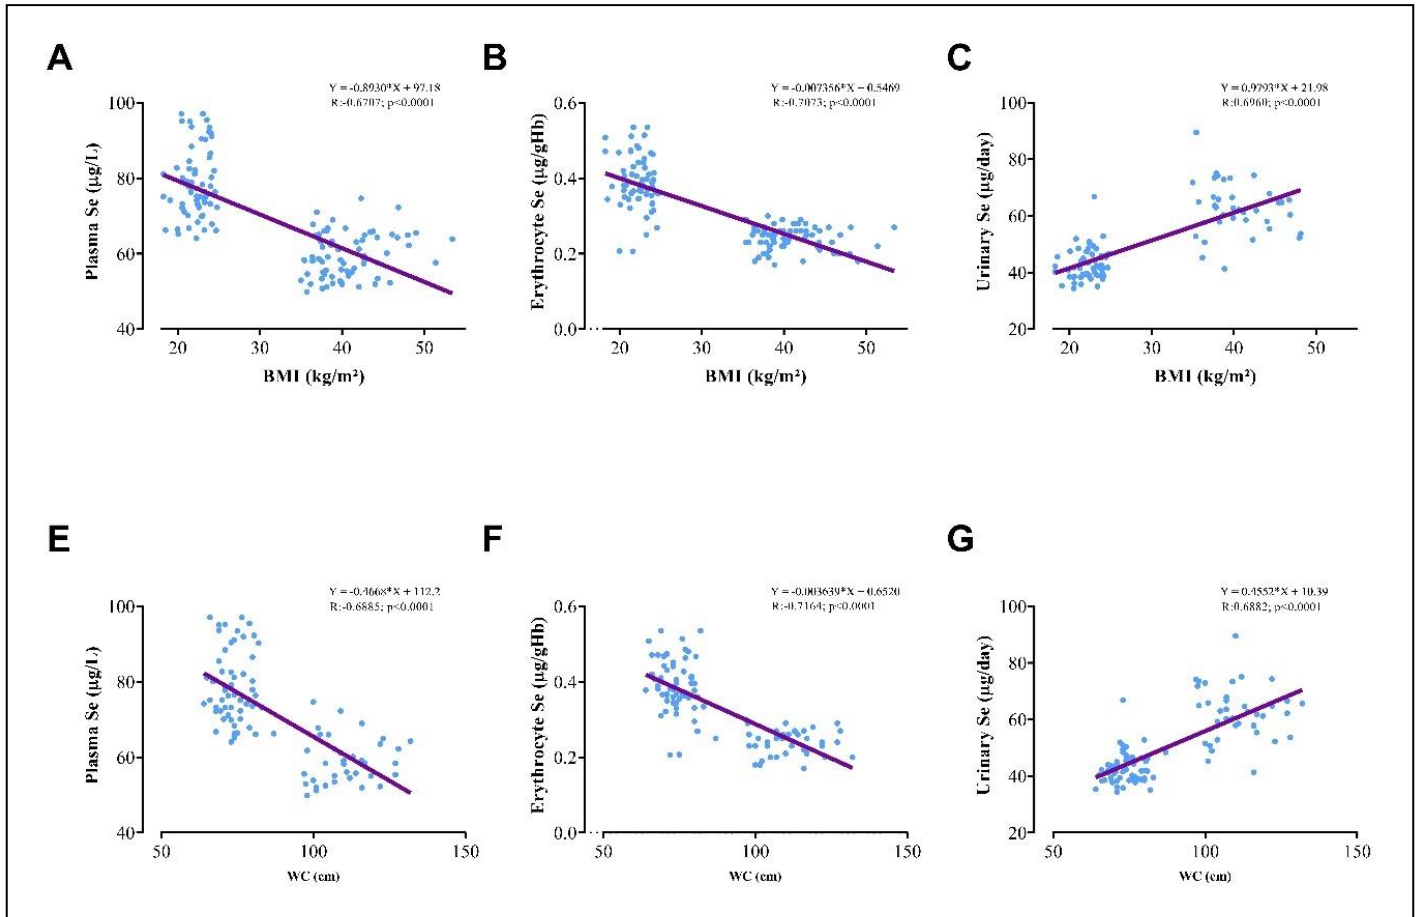 A
B
C
Y = -0.8930*X + 97.18
R:-0.6707; p<0.0001
Y = -0.007356*X + 0.5469
R:-0.7073; p<0.0001
Y = 0.9793*X + 21.98
R:0.6960; p<0.0001
Plasma Se (µg/L)
100
80
60
40
20
30
40
50
BMI (kg/m²)
Erythrocyte Se (µg/gHb)
0.6
0.4
0.2
0.0
20
30
40
50
BMI (kg/m²)
Urinary Se (µg/day)
100
80
60
40
20
20
30
40
50
BMI (kg/m²)
E
F
G
Y = -0.4668*X + 112.2
R:-0.6885; p<0.0001
Y = -0.003639*X + 0.6520
R:-0.7164; p<0.0001
Y = 0.4552*X + 10.39
R:0.6882; p<0.0001
Plasma Se (µg/L)
100
80
60
40
50
100
150
WC (cm)
Erythrocyte Se (µg/gHb)
0.6
0.4
0.2
0.0
50
100
150
WC (cm)
Urinary Se (µg/day)
100
80
60
40
20
50
100
150
WC (cm)